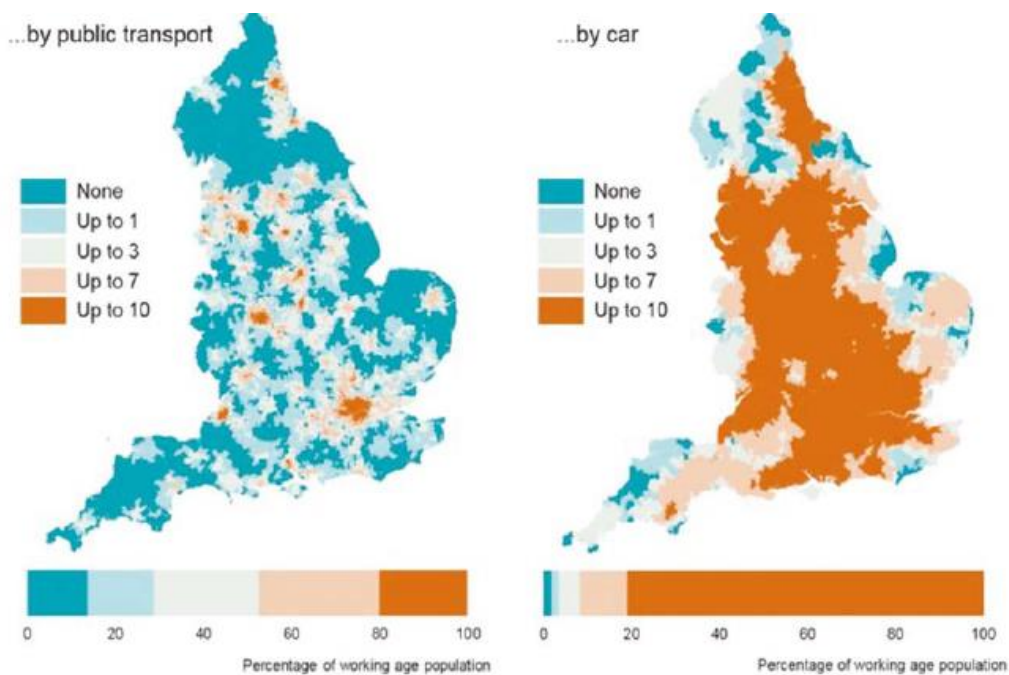 ...by public transport
None
Up to 1
Up to 3
Up to 7
Up to 10
0 20 40 60 80 100
Percentage of working age population
...by car
None
Up to 1
Up to 3
Up to 7
Up to 10
0 20 40 60 80 100
Percentage of working age population